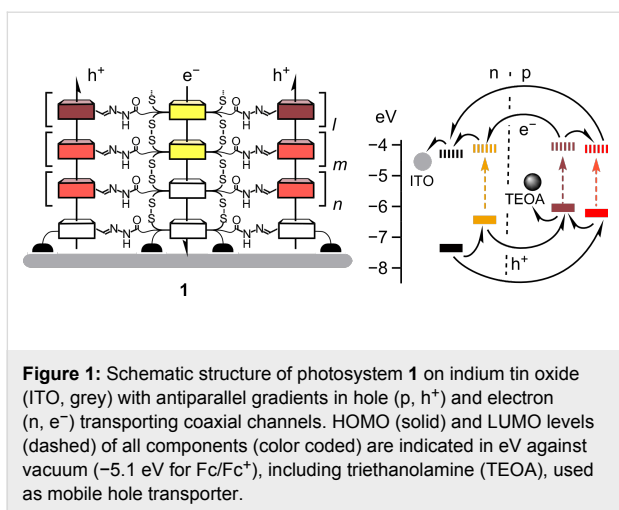 h⁺ e⁻ h⁺
S S
N N H O S S O H N N l
S S S S
N N H O O H N N m
S S S S
N N H O O H N N n
S S S S
N N H O O H N N
1
n p
eV
e⁻
−4
ITO
−5
TEOA
−6
−7
h⁺
−8
Figure 1: Schematic structure of photosystem 1 on indium tin oxide
(ITO, grey) with antiparallel gradients in hole (p, h⁺) and electron
(n, e⁻) transporting coaxial channels. HOMO (solid) and LUMO levels
(dashed) of all components (color coded) are indicated in eV against
vacuum (−5.1 eV for Fc/Fc⁺), including triethanolamine (TEOA), used
as mobile hole transporter.